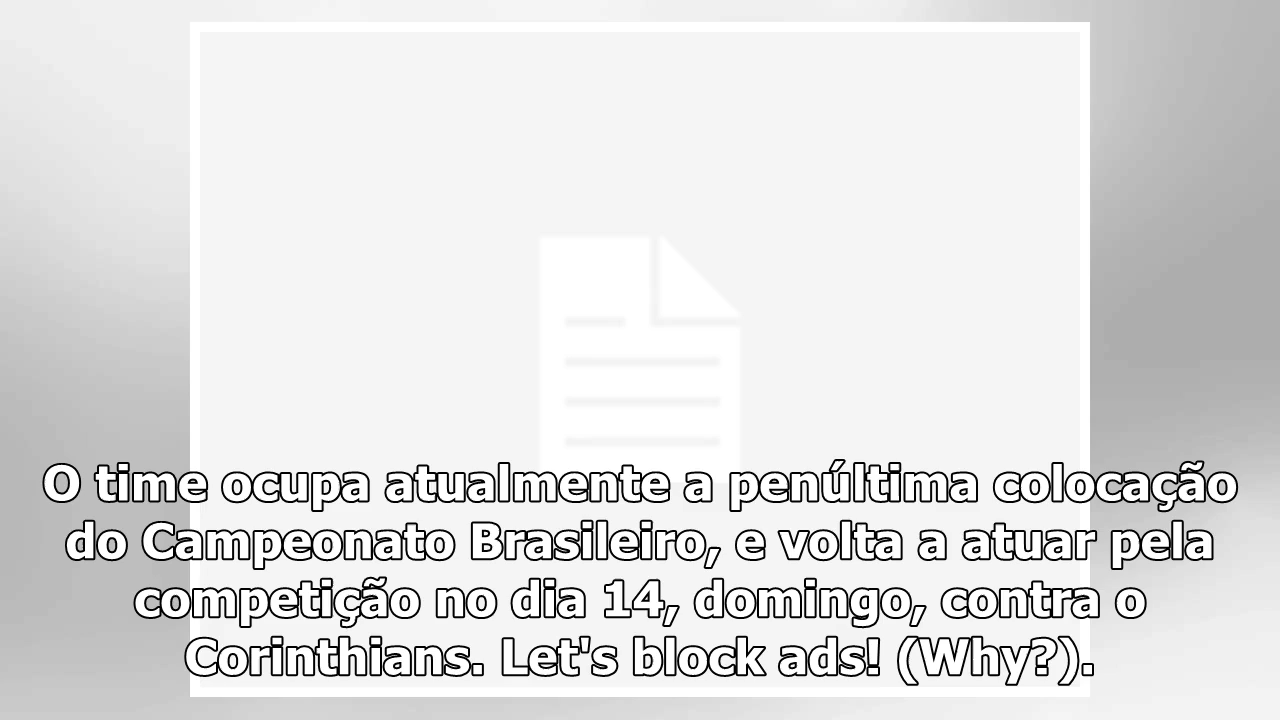 O time ocupa atualmente a penúltima colocação
do Campeonato Brasileiro, e volta a atuar pela
competição no dia 14, domingo, contra o
Corinthians. Let's block ads! (Why?).